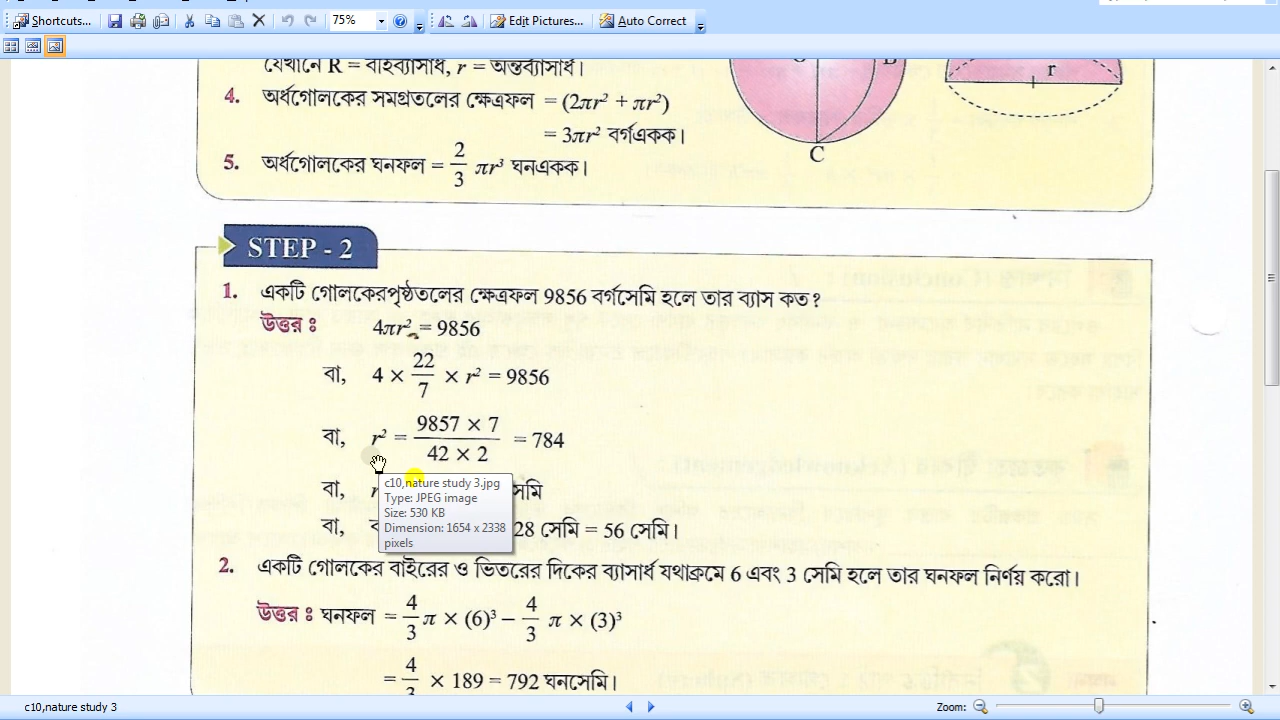 Shortcuts... 75% Edit Pictures... Auto Correct
যেখানে R = বহির্ব্যাসার্ধ, r = অন্তর্ব্যাসার্ধ।
r
4. অর্ধগোলকের সমগ্রতলের ক্ষেত্রফল = (2πr² + πr²)
= 3πr² বর্গএকক।
C
5. অর্ধগোলকের ঘনফল = 2/3 πr³ ঘনএকক।
STEP - 2
1. একটি গোলকেরপৃষ্ঠতলের ক্ষেত্রফল 9856 বর্গসেমি হলে তার ব্যাস কত?
উত্তর ঃ 4πr² = 9856
বা, 4 × 22/7 × r² = 9856
বা, r² = 9857 × 7 / 42 × 2 = 784
বা, r সেমি
বা, 28 সেমি = 56 সেমি।
c10,nature study 3.jpg
Type: JPEG image
Size: 530 KB
Dimension: 1654 x 2338
pixels
2. একটি গোলকের বাইরের ও ভিতরের দিকের ব্যাসার্ধ যথাক্রমে 6 এবং 3 সেমি হলে তার ঘনফল নির্ণয় করো।
উত্তর ঃ ঘনফল = 4/3 π × (6)³ − 4/3 π × (3)³
= 4/3 × 189 = 792 ঘনসেমি।
c10,nature study 3 Zoom: